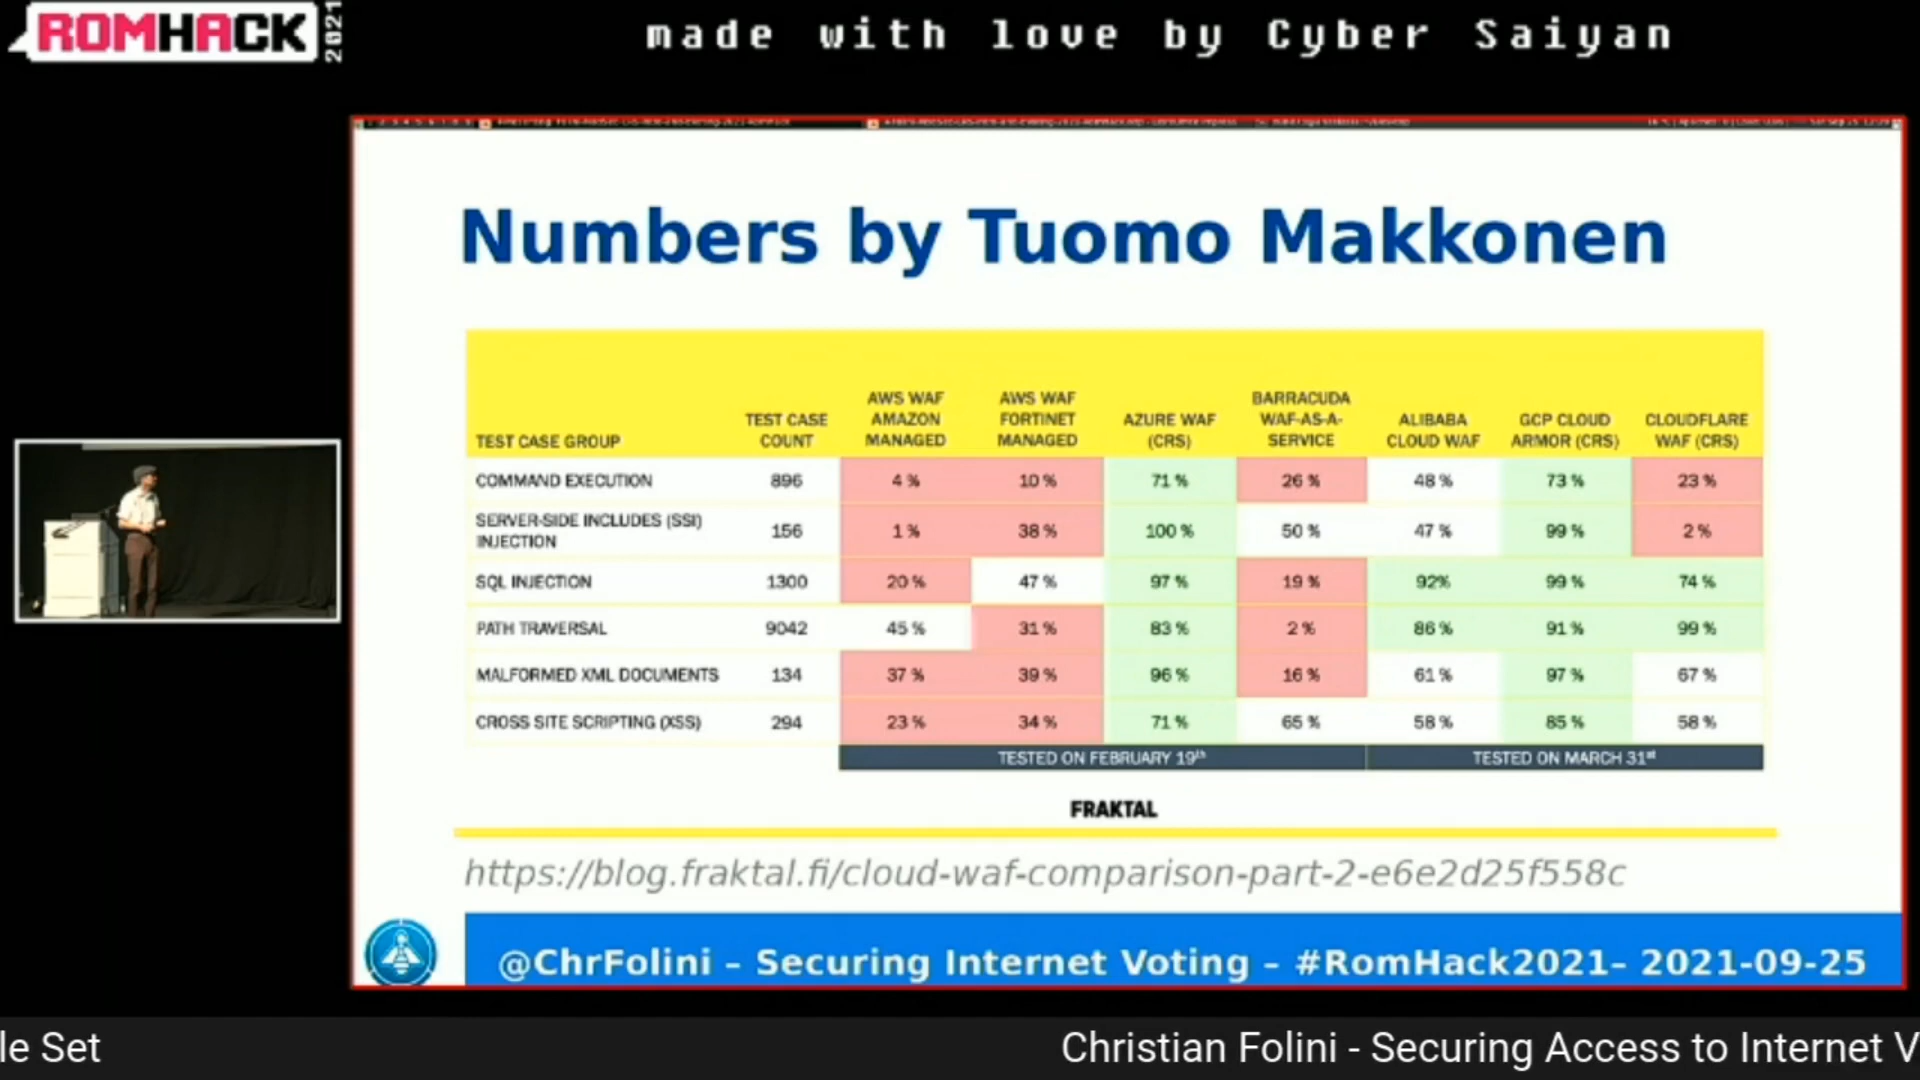 ROMHACK 2021
made with love by Cyber Saiyan
Numbers by Tuomo Makkonen
TEST CASE GROUP TEST CASE COUNT AWS WAF AMAZON MANAGED AWS WAF FORTINET MANAGED AZURE WAF (CRS) BARRACUDA WAF-AS-A-SERVICE ALIBABA CLOUD WAF GCP CLOUD ARMOR (CRS) CLOUDFLARE WAF (CRS)
COMMAND EXECUTION 896 4 % 10 % 71 % 26 % 48 % 73 % 23 %
SERVER-SIDE INCLUDES (SSI) INJECTION 156 1 % 38 % 100 % 50 % 47 % 99 % 2 %
SQL INJECTION 1300 20 % 47 % 97 % 19 % 92% 99 % 74 %
PATH TRAVERSAL 9042 45 % 31 % 83 % 2 % 86 % 91 % 99 %
MALFORMED XML DOCUMENTS 134 37 % 39 % 96 % 16 % 61 % 97 % 67 %
CROSS SITE SCRIPTING (XSS) 294 23 % 34 % 71 % 65 % 58 % 85 % 58 %
TESTED ON FEBRUARY 19th TESTED ON MARCH 31st
FRAKTAL
https://blog.fraktal.fi/cloud-waf-comparison-part-2-e6e2d25f558c
@ChrFolini – Securing Internet Voting – #RomHack2021– 2021-09-25
le Set Christian Folini - Securing Access to Internet V